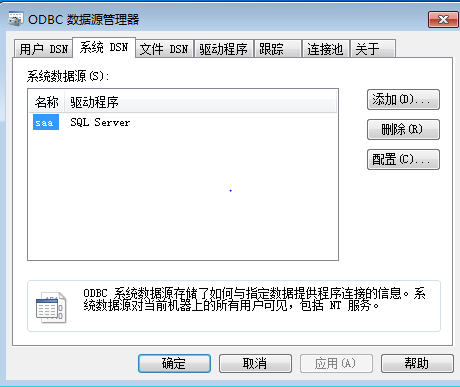 ODBC 数据源管理器
用户 DSN 系统 DSN 文件 DSN 驱动程序 跟踪 连接池 关于
系统数据源(S):
名称 驱动程序
saa SQL Server
添加(D)...
删除(R)
配置(C)...
ODBC 系统数据源存储了如何与指定数据提供程序连接的信息。系
统数据源对当前机器上的所有用户可见，包括 NT 服务。
确定 取消 应用(A) 帮助